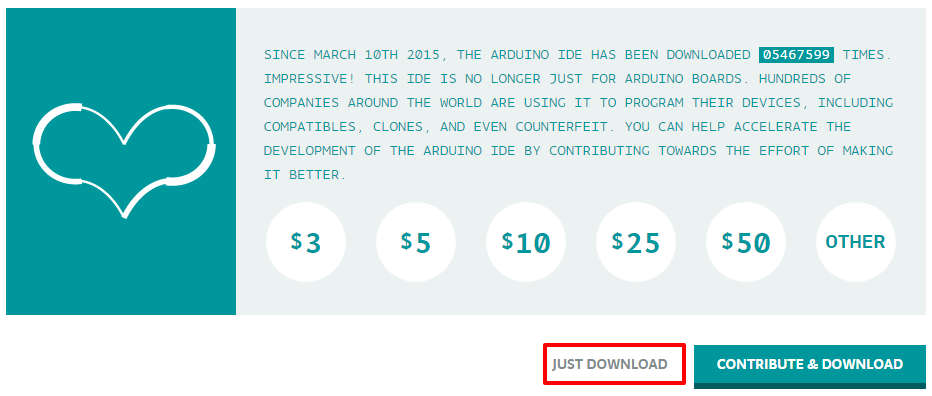 SINCE MARCH 10TH 2015, THE ARDUINO IDE HAS BEEN DOWNLOADED 05467599 TIMES.
IMPRESSIVE! THIS IDE IS NO LONGER JUST FOR ARDUINO BOARDS. HUNDREDS OF
COMPANIES AROUND THE WORLD ARE USING IT TO PROGRAM THEIR DEVICES, INCLUDING
COMPATIBLES, CLONES, AND EVEN COUNTERFEIT. YOU CAN HELP ACCELERATE THE
DEVELOPMENT OF THE ARDUINO IDE BY CONTRIBUTING TOWARDS THE EFFORT OF MAKING
IT BETTER.
$3 $5 $10 $25 $50 OTHER
JUST DOWNLOAD CONTRIBUTE & DOWNLOAD